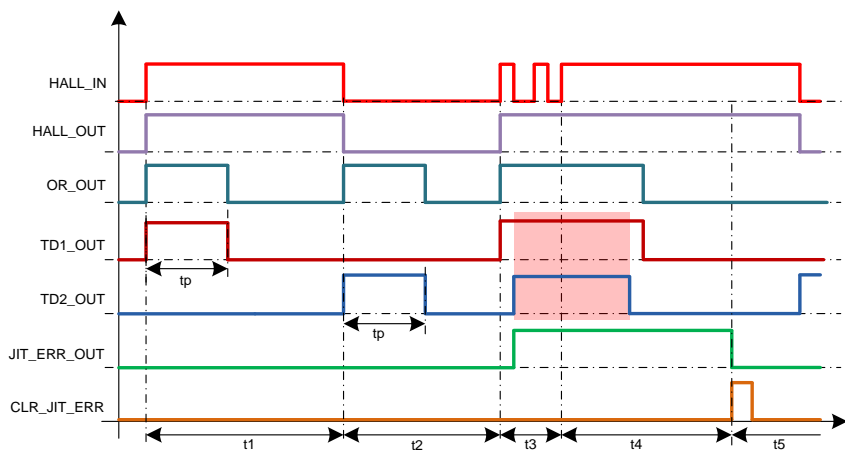 HALL_IN
HALL_OUT
OR_OUT
TD1_OUT
tp
TD2_OUT
tp
JIT_ERR_OUT
CLR_JIT_ERR
t1 t2 t3 t4 t5